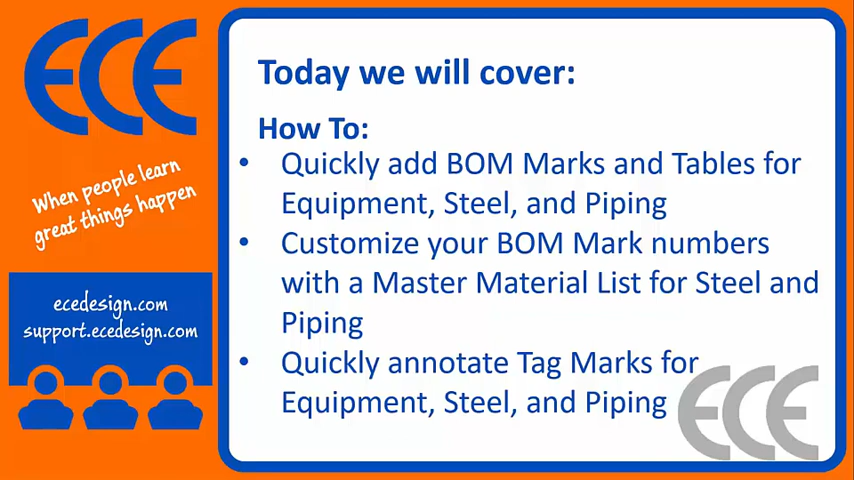 ECE
When people learn
great things happen
ecedesign.com
support.ecedesign.com
Today we will cover:
How To:
• Quickly add BOM Marks and Tables for
Equipment, Steel, and Piping
• Customize your BOM Mark numbers
with a Master Material List for Steel and
Piping
• Quickly annotate Tag Marks for
Equipment, Steel, and Piping
ECE